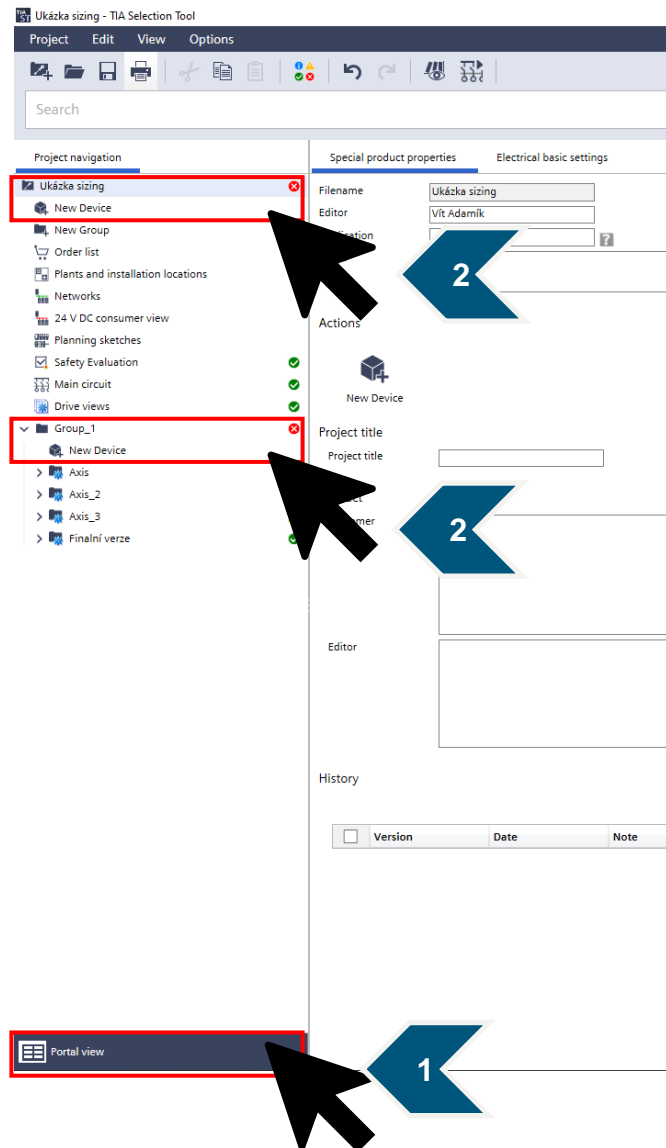 Ukázka sizing - TIA Selection Tool
Project Edit View Options
Search
Project navigation
Special product properties Electrical basic settings
Ukázka sizing
New Device
New Group
Order list
Plants and installation locations
Networks
24 V DC consumer view
Planning sketches
Safety Evaluation
Main circuit
Drive views
Group_1
New Device
Axis
Axis_2
Axis_3
Finalní verze
Filename Ukázka sizing
Editor Vít Adamík
?
2
Actions
New Device
Project title
Project title
2
Editor
History
Version Date Note
Portal view
1